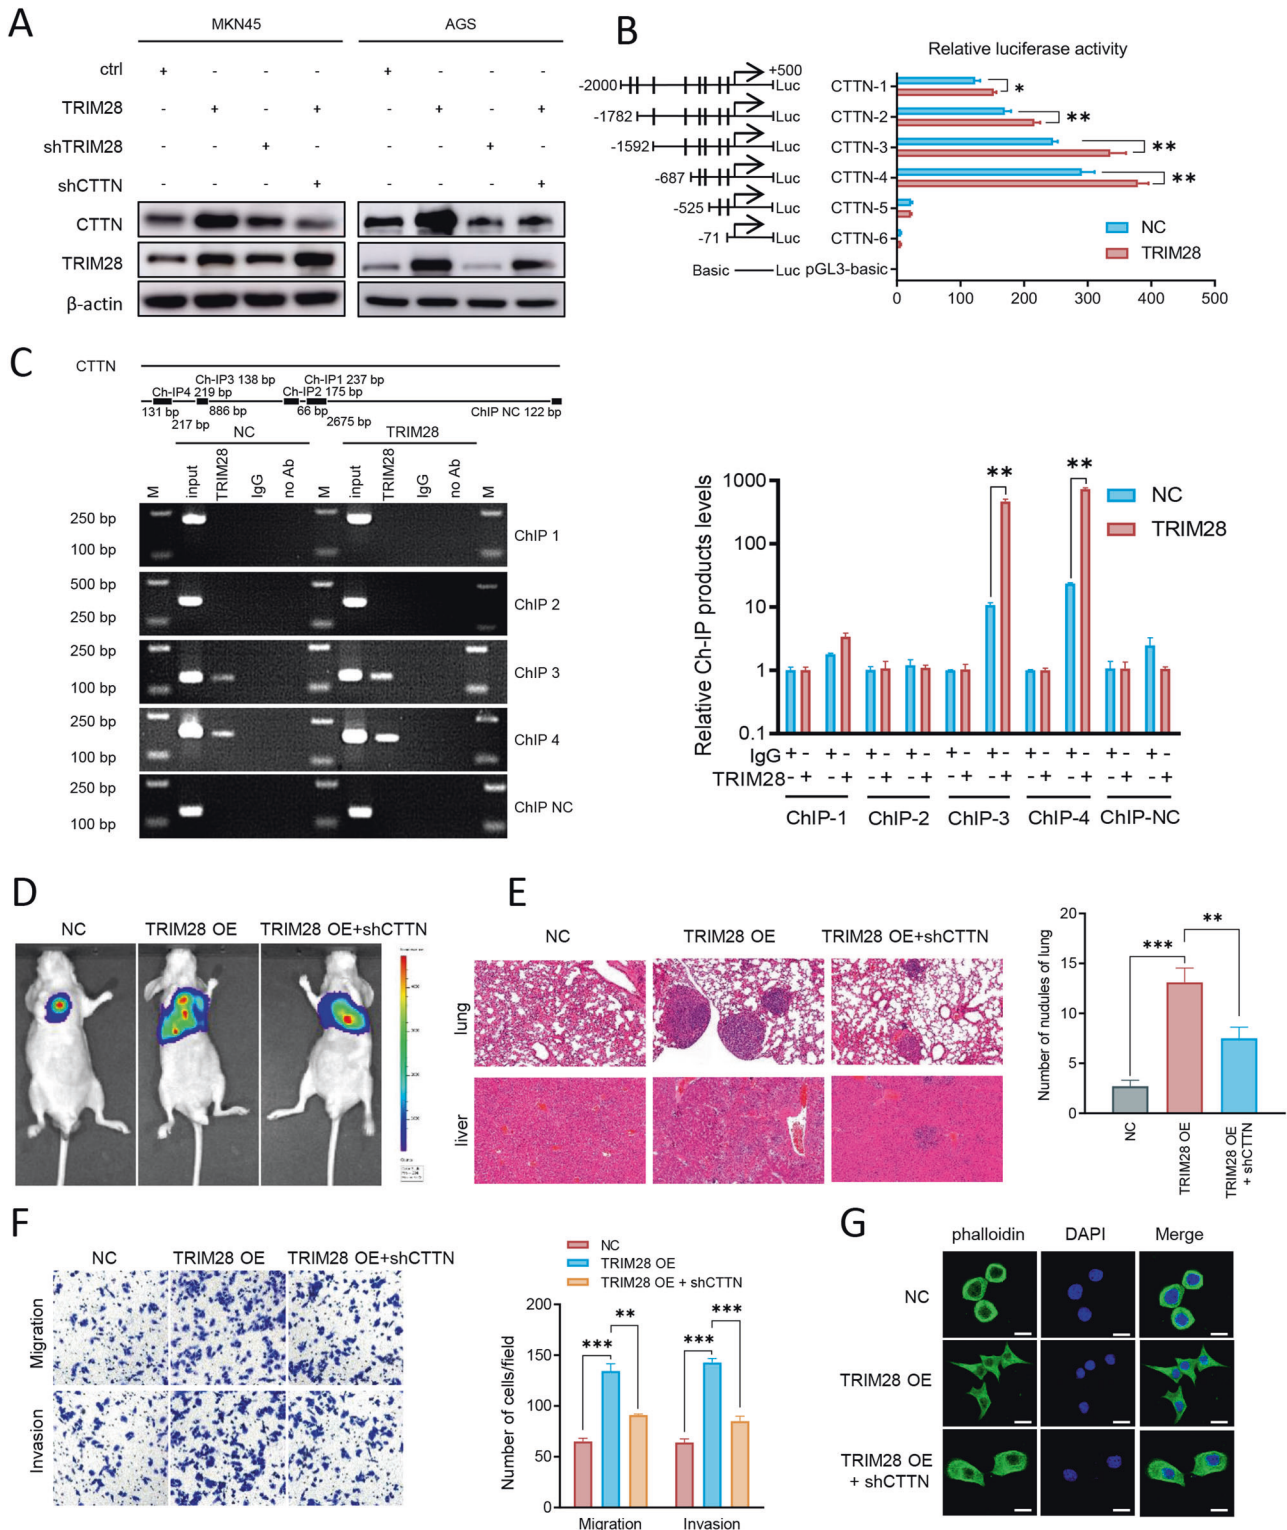 A
MKN45 AGS
ctrl + - - - + - - -
TRIM28 - + - + - + - +
shTRIM28 - - + - - - + -
shCTTN - - - + - - - +
CTTN
TRIM28
β-actin
B
Relative luciferase activity
-2000 +500 Luc CTTN-1 *
-1782 Luc CTTN-2 **
-1592 Luc CTTN-3 **
-687 Luc CTTN-4 **
-525 Luc CTTN-5
-71 Luc CTTN-6
Basic Luc pGL3-basic
NC
TRIM28
0 100 200 300 400 500
C
CTTN
Ch-IP3 138 bp Ch-IP1 237 bp
Ch-IP4 219 bp Ch-IP2 175 bp
131 bp 886 bp 66 bp ChIP NC 122 bp
217 bp 2675 bp
NC TRIM28
M input TRIM28 IgG no Ab M input TRIM28 IgG no Ab M
250 bp
100 bp
ChIP 1
500 bp
250 bp
ChIP 2
250 bp
100 bp
ChIP 3
250 bp
100 bp
ChIP 4
250 bp
100 bp
ChIP NC
Relative Ch-IP products levels
1000
100
10
1
0.1
** **
NC
TRIM28
IgG + - + - + - + - + - + - + - + - + - + -
TRIM28 - + - + - + - + - + - + - + - + - + - +
ChIP-1 ChIP-2 ChIP-3 ChIP-4 ChIP-NC
D
NC TRIM28 OE TRIM28 OE+shCTTN
E
NC TRIM28 OE TRIM28 OE+shCTTN
lung
liver
Number of nudules of lung
20
15
10
5
0
*** **
NC
TRIM28 OE
TRIM28 OE
+ shCTTN
F
NC TRIM28 OE TRIM28 OE+shCTTN
Migration
Invasion
NC
TRIM28 OE
TRIM28 OE + shCTTN
Number of cells/field
200
150
100
50
0
*** ** *** ***
Migration Invasion
G
phalloidin DAPI Merge
NC
TRIM28 OE
TRIM28 OE
+ shCTTN